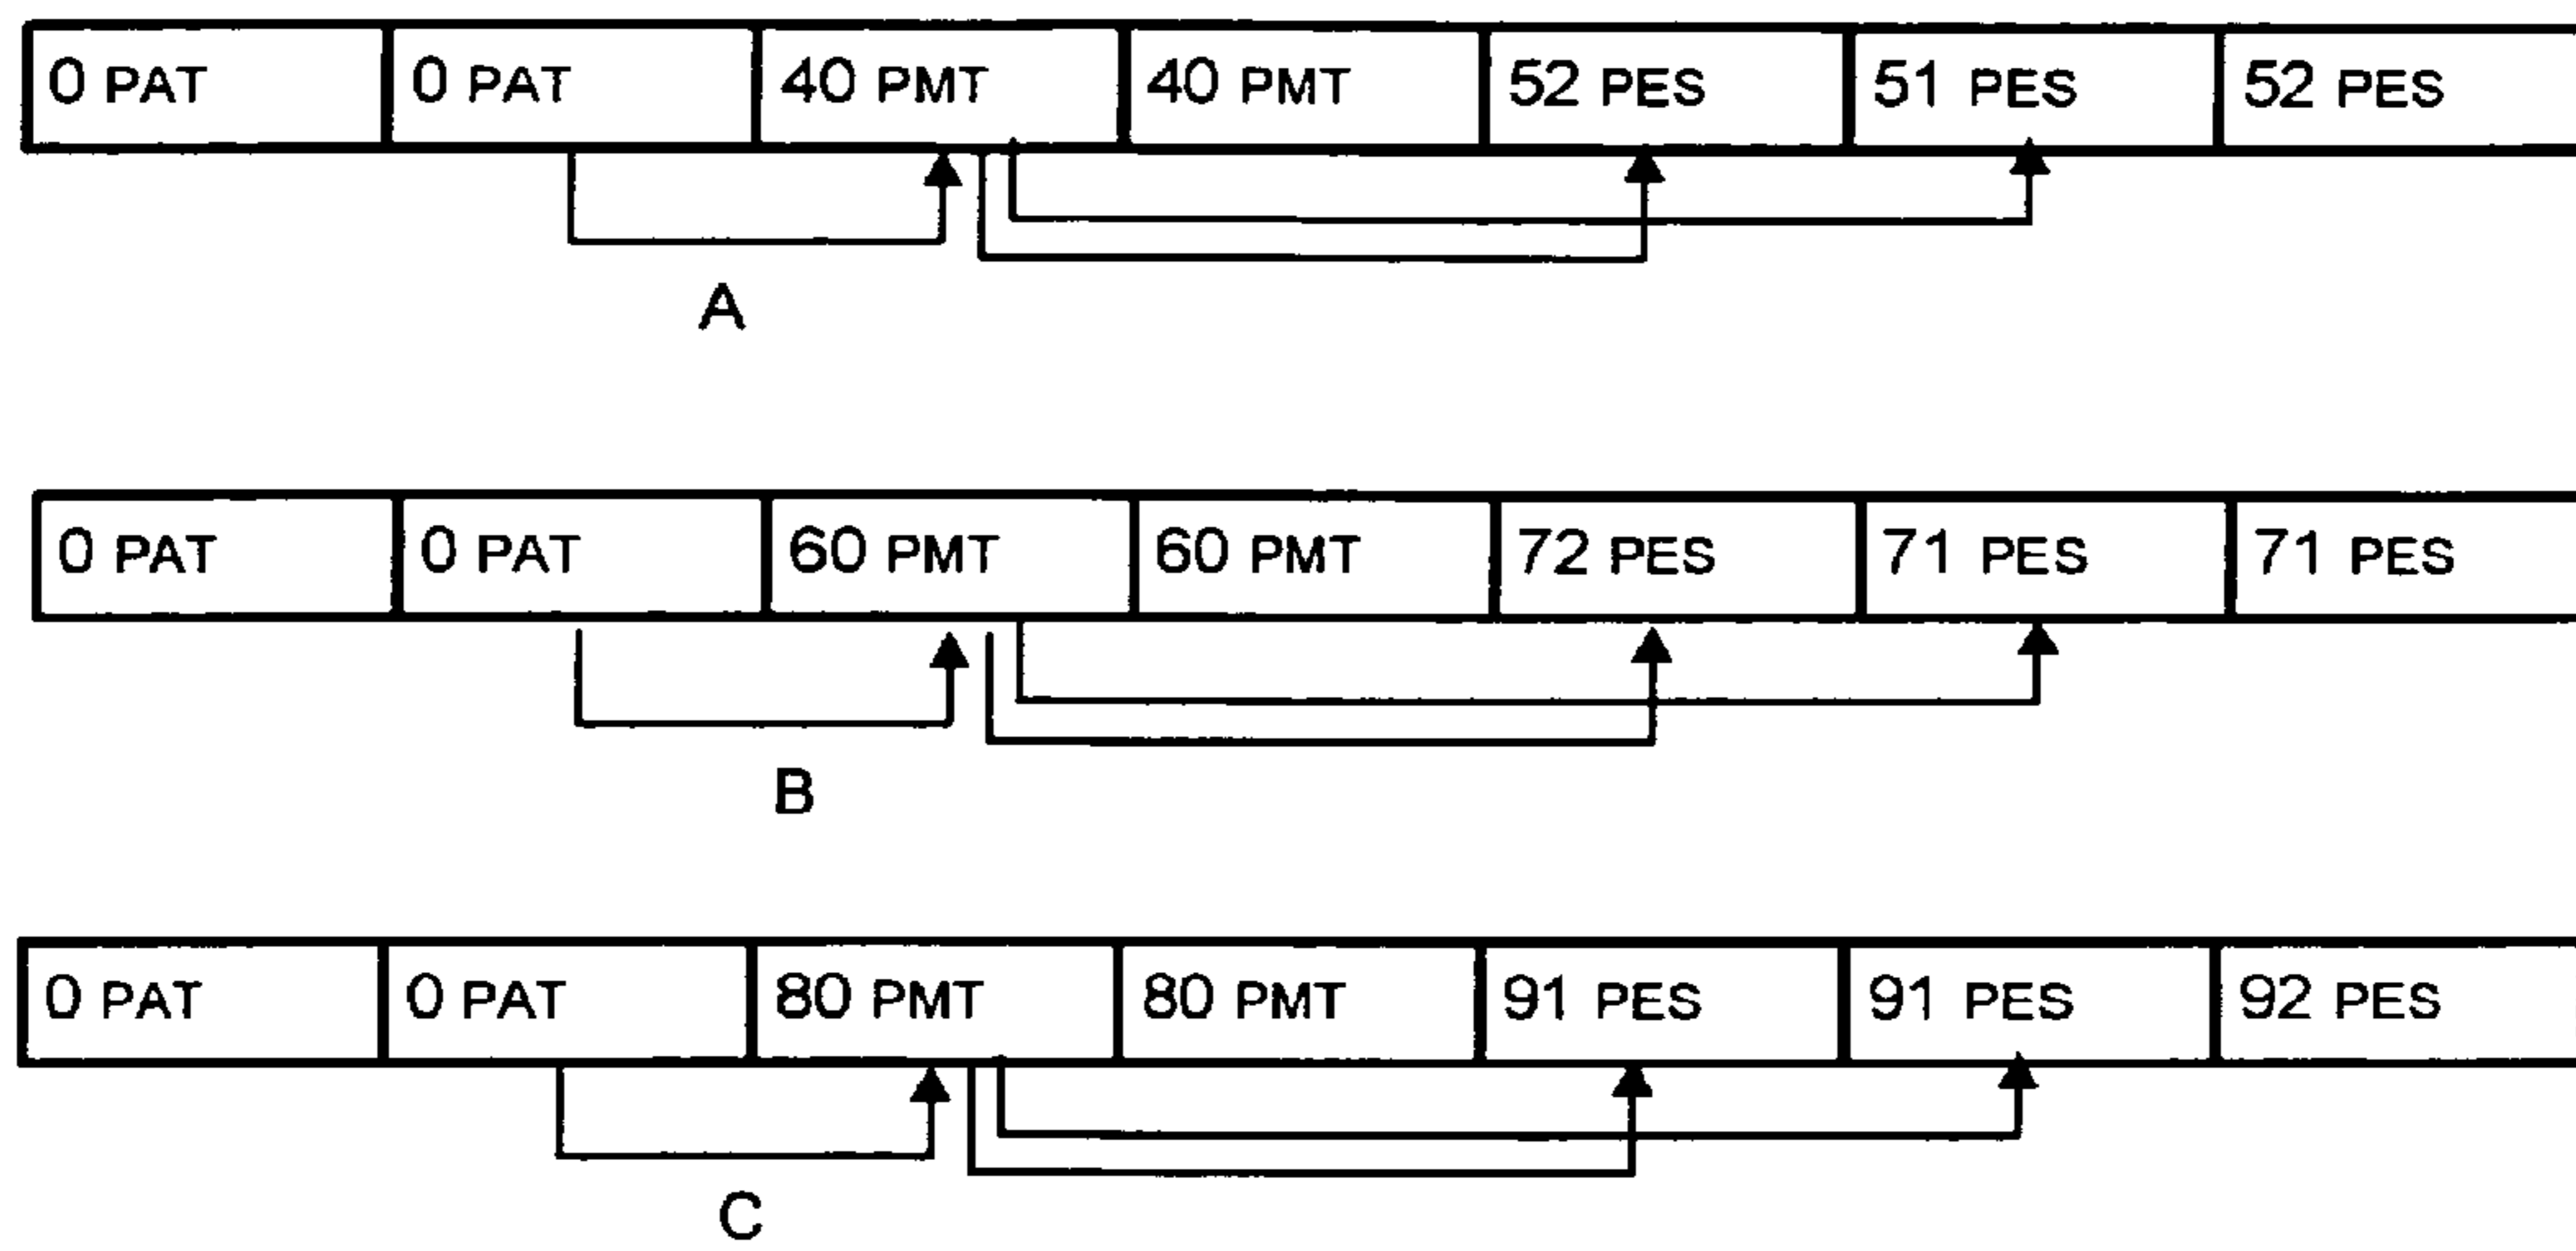 0 PAT 0 PAT 40 PMT 40 PMT 52 PES 51 PES 52 PES
A
0 PAT 0 PAT 60 PMT 60 PMT 72 PES 71 PES 71 PES
B
0 PAT 0 PAT 80 PMT 80 PMT 91 PES 91 PES 92 PES
C